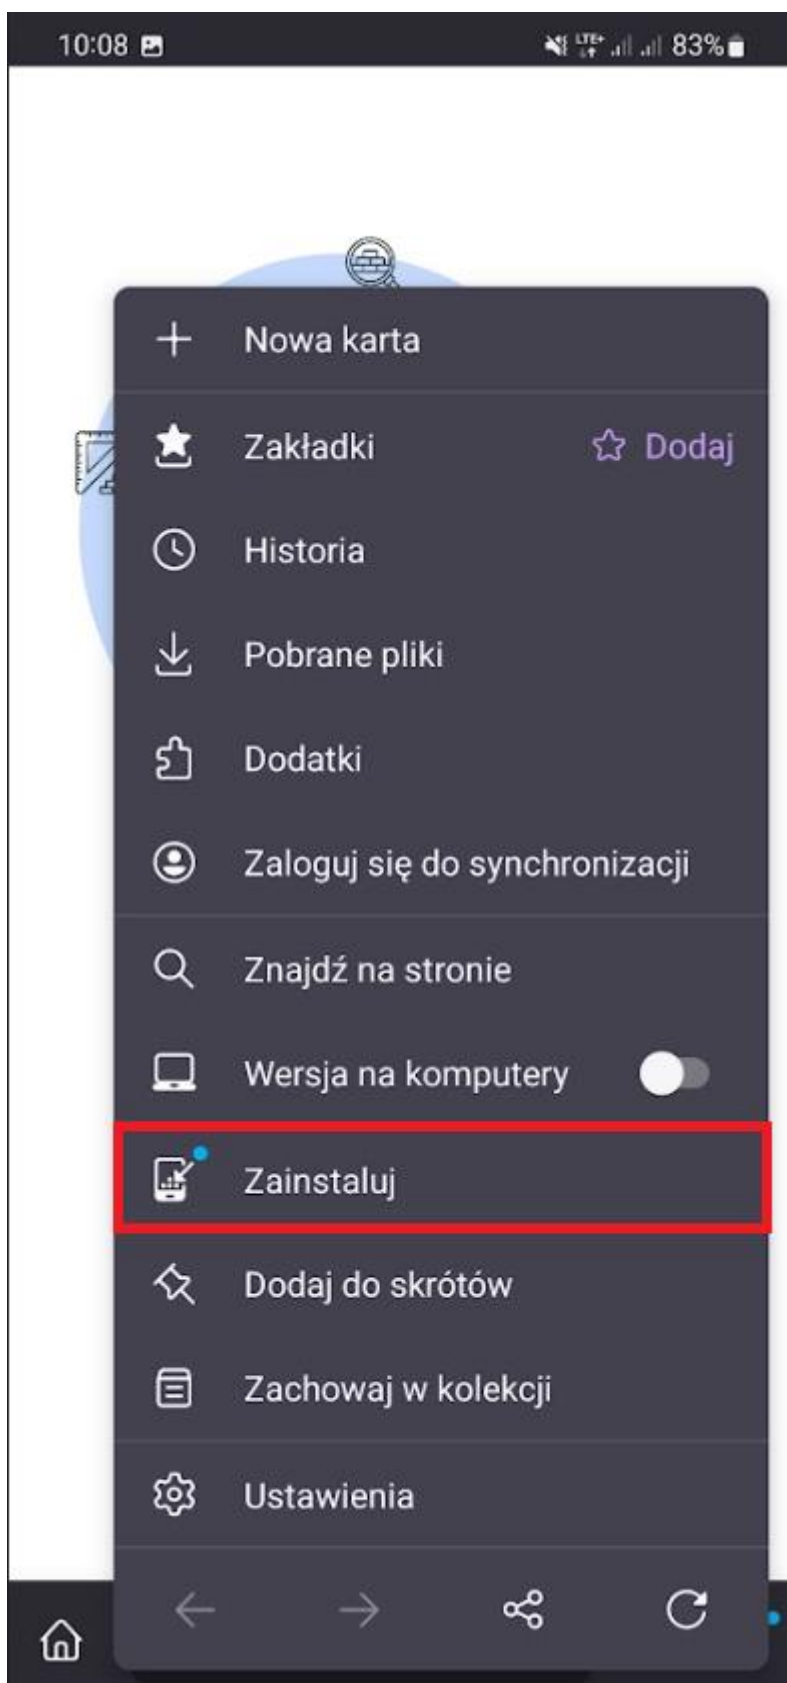 10:08 LTE+ 83%
Nowa karta
Zakładki Dodaj
Historia
Pobrane pliki
Dodatki
Zaloguj się do synchronizacji
Znajdź na stronie
Wersja na komputery
Zainstaluj
Dodaj do skrótów
Zachowaj w kolekcji
Ustawienia